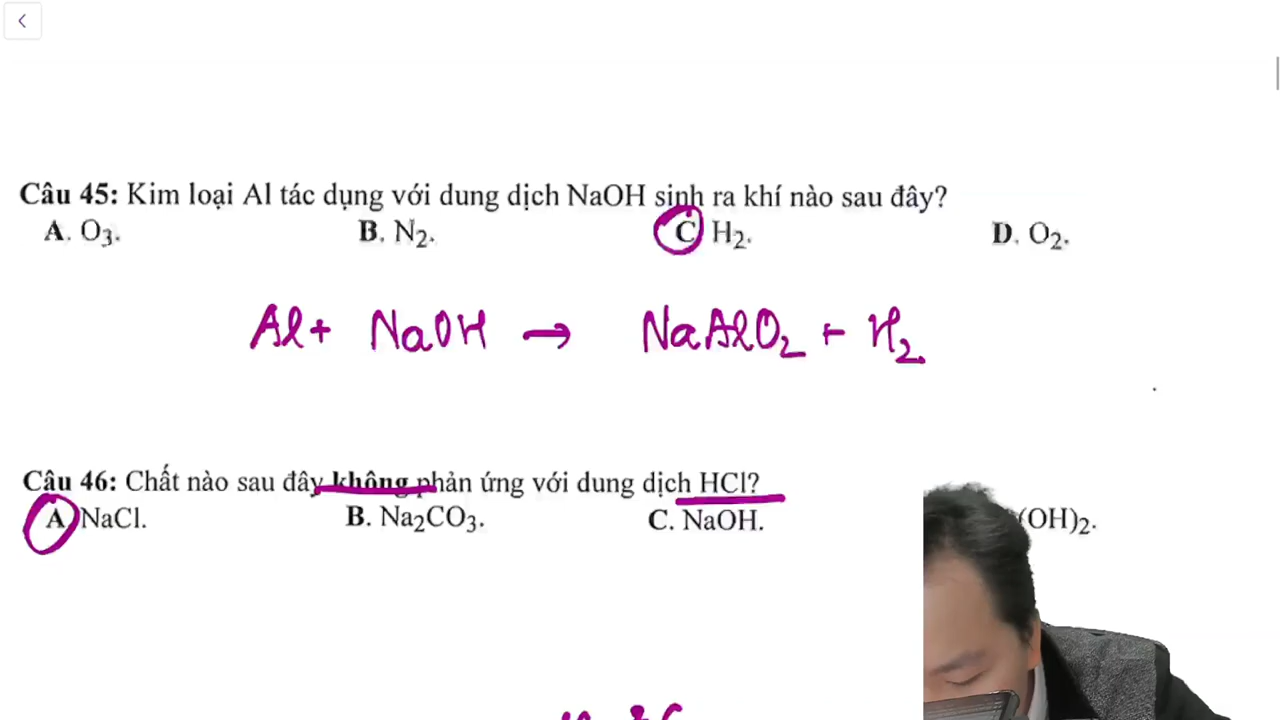 Câu 45: Kim loại Al tác dụng với dung dịch NaOH sinh ra khí nào sau đây?
A. O3. B. N2. C H2. D. O2.
Al + NaOH → NaAlO2 + H2
Câu 46: Chất nào sau đây không phản ứng với dung dịch HCl?
A NaCl. B. Na2CO3. C. NaOH. (OH)2.